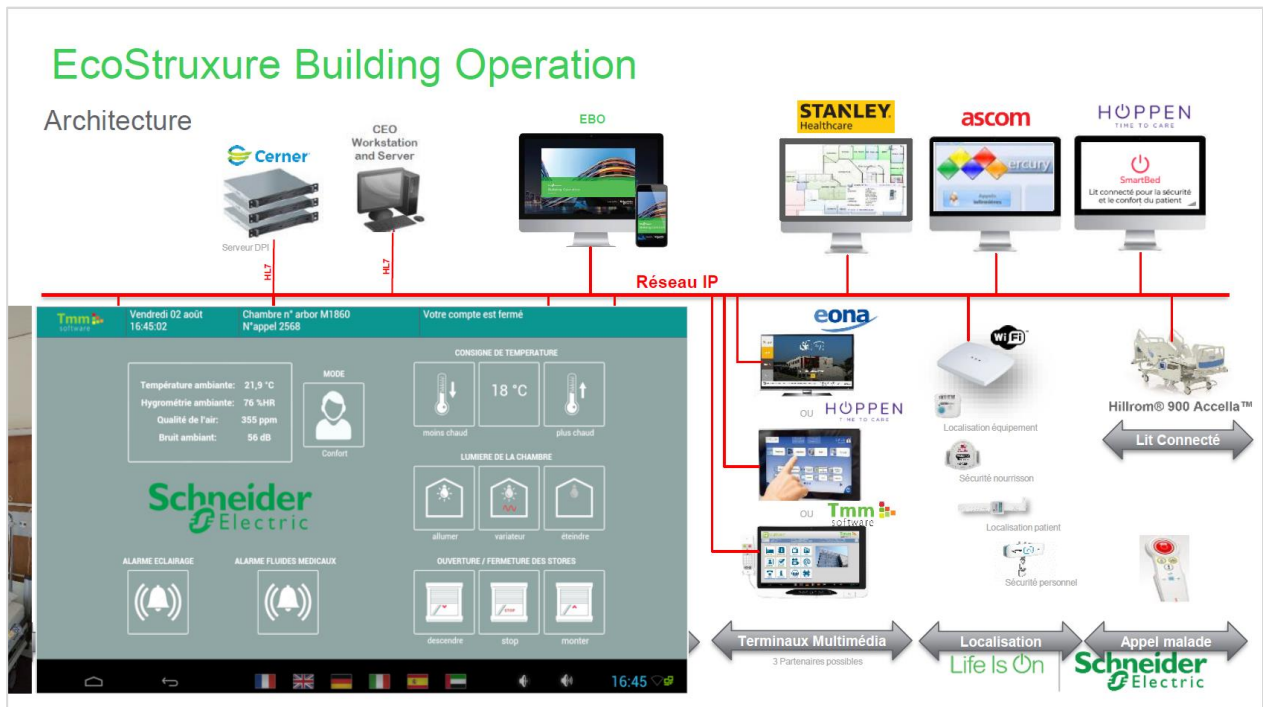 EcoStruxure Building Operation
Architecture
Cerner
Serveur DPI
HL7
CEO
Workstation
and Server
HL7
EBO
STANLEY
Healthcare
ascom
ercury
Appels
infirmières
HOPPEN
TIME TO CARE
SmartBed
Lit connecté pour la sécurité
et le confort du patient
Réseau IP
Tmm
software
Vendredi 02 août
16:45:02
Chambre n° arbor M1860
N°appel 2568
Votre compte est fermé
Température ambiante: 21,9 °C
Hygrométrie ambiante: 76 %HR
Qualité de l'air: 355 ppm
Bruit ambiant: 56 dB
MODE
Confort
CONSIGNE DE TEMPERATURE
18 °C
moins chaud
plus chaud
LUMIERE DE LA CHAMBRE
allumer
variateur
éteindre
Schneider
Electric
ALARME ECLAIRAGE
ALARME FLUIDES MEDICAUX
OUVERTURE / FERMETURE DES STORES
STOP
descendre
stop
monter
16:45
eona
OU
HOPPEN
TIME TO CARE
OU
Tmm
software
Terminaux Multimédia
3 Partenaires possibles
WiFi
Localisation équipement
Sécurité nourrisson
Localisation patient
Sécurité personnel
Localisation
Hillrom® 900 Accella™
Lit Connecté
Appel malade
Life Is On
Schneider
Electric